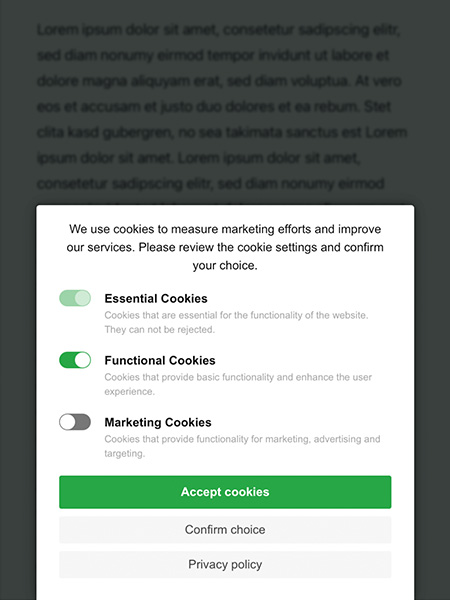 Lorem ipsum dolor sit amet, consetetur sadipscing elitr,
sed diam nonumy eirmod tempor invidunt ut labore et
dolore magna aliquyam erat, sed diam voluptua. At vero
eos et accusam et justo duo dolores et ea rebum. Stet
clita kasd gubergren, no sea takimata sanctus est Lorem
ipsum dolor sit amet. Lorem ipsum dolor sit amet,
consetetur sadipscing elitr, sed diam nonumy eirmod
We use cookies to measure marketing efforts and improve
our services. Please review the cookie settings and confirm
your choice.
Essential Cookies
Cookies that are essential for the functionality of the website.
They can not be rejected.
Functional Cookies
Cookies that provide basic functionality and enhance the user
experience.
Marketing Cookies
Cookies that provide functionality for marketing, advertising and
targeting.
Accept cookies
Confirm choice
Privacy policy